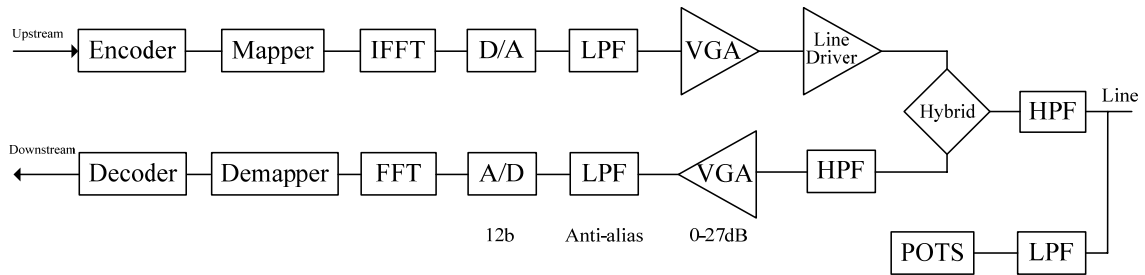 Upstream
Encoder
Mapper
IFFT
D/A
LPF
VGA
Line
Driver
Hybrid
HPF
Line
Downstream
Decoder
Demapper
FFT
A/D
LPF
VGA
HPF
12b
Anti-alias
0-27dB
POTS
LPF